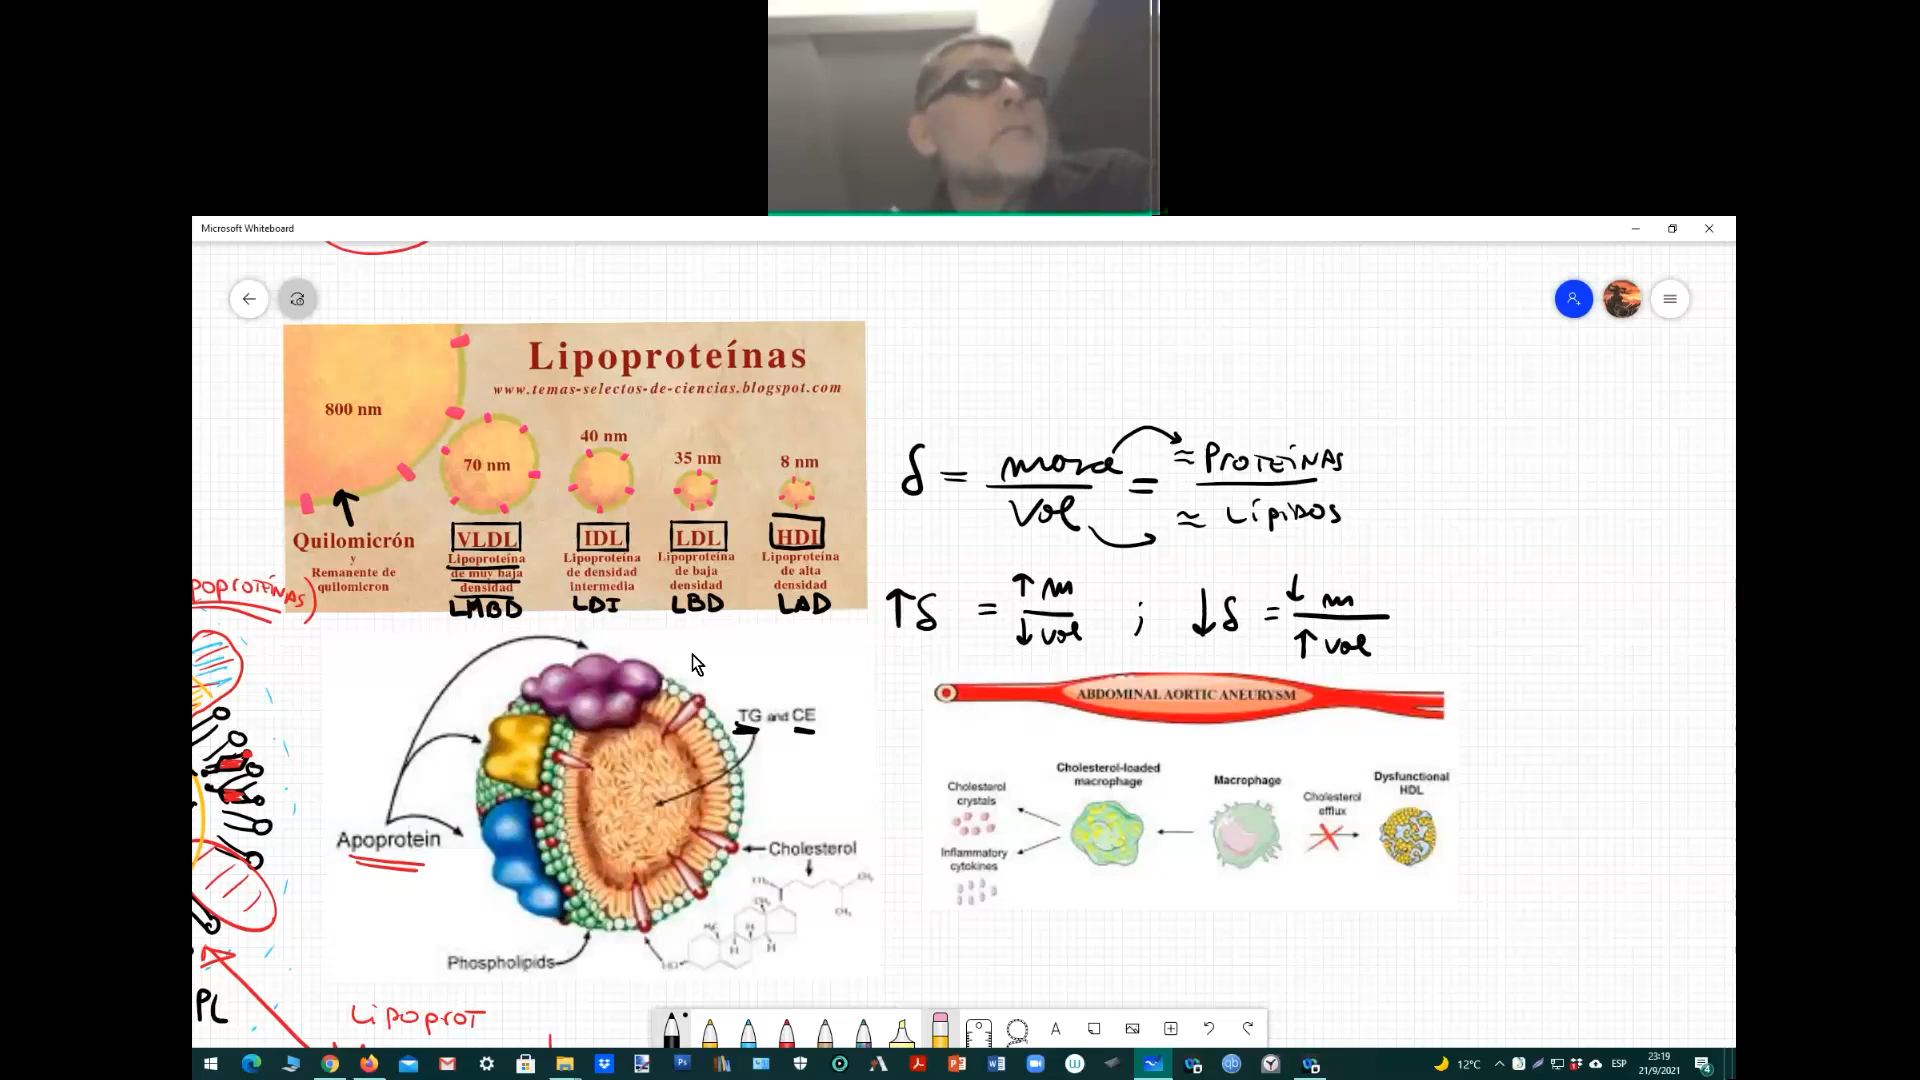 Microsoft Whiteboard
Lipoproteínas
www.temas-selectos-de-ciencias.blogspot.com
800 nm
70 nm
40 nm
35 nm
8 nm
Quilomicrón
y
Remanente de
quilomicron
VLDL
Lipoproteína
de muy baja
densidad
LMBD
IDL
Lipoproteína
de densidad
intermedia
LDI
LDL
Lipoproteína
de baja
densidad
LBD
HDL
Lipoproteína
de alta
densidad
LAD
δ = masa / Vol = ≈ PROTEÍNAS / ≈ LÍPIDOS
↑δ = ↑m / ↓vol ; ↓δ = ↓m / ↑vol
POPROTEÍNAS)
TG and CE
Apoprotein
Cholesterol
Phospholipids
HO
H
H
H
CH₃
PL
LIPOPROT
ABDOMINAL AORTIC ANEURYSM
Cholesterol
crystals
Inflammatory
cytokines
Cholesterol-loaded
macrophage
Macrophage
Cholesterol
efflux
Dysfunctional
HDL
A
12°C
ESP
23:19
21/9/2021